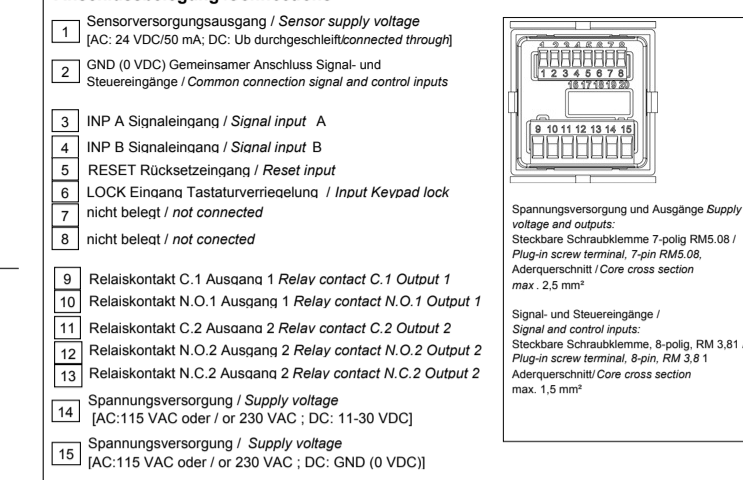 1 Sensorversorgungsausgang / Sensor supply voltage
[AC: 24 VDC/50 mA; DC: Ub durchgeschleift/connected through]
2 GND (0 VDC) Gemeinsamer Anschluss Signal- und
Steuereingänge / Common connection signal and control inputs
3 INP A Signaleingang / Signal input A
4 INP B Signaleingang / Signal input B
5 RESET Rücksetzeingang / Reset input
6 LOCK Eingang Tastaturverriegelung / Input Keypad lock
7 nicht belegt / not conected
8 nicht belegt / not conected
9 Relaiskontakt C.1 Ausgang 1 Relay contact C.1 Output 1
10 Relaiskontakt N.O.1 Ausgang 1 Relay contact N.O.1 Output 1
11 Relaiskontakt C.2 Ausgang 2 Relay contact C.2 Output 2
12 Relaiskontakt N.O.2 Ausgang 2 Relay contact N.O.2 Output 2
13 Relaiskontakt N.C.2 Ausgang 2 Relay contact N.C.2 Output 2
14 Spannungsversorgung / Supply voltage
[AC:115 VAC oder / or 230 VAC ; DC: 11-30 VDC]
15 Spannungsversorgung / Supply voltage
[AC:115 VAC oder / or 230 VAC ; DC: GND (0 VDC)]
1 2 3 4 5 6 7 8
1 2 3 4 5 6 7 8
16 17 18 19 20
9 10 11 12 13 14 15
Spannungsversorgung und Ausgänge /Supply
voltage and outputs:
Steckbare Schraubklemme 7-polig RM5.08 /
Plug-in screw terminal, 7-pin RM5.08,
Aderquerschnitt / Core cross section
max . 2,5 mm²
Signal- und Steuereingänge /
Signal and control inputs:
Steckbare Schraubklemme, 8-polig, RM 3,81 /
Plug-in screw terminal, 8-pin, RM 3,8 1
Aderquerschnitt/ Core cross section
max. 1,5 mm²